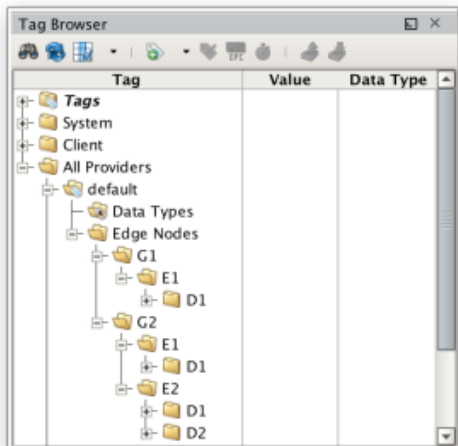 Tag Browser
Tag Value Data Type
Tags
System
Client
All Providers
default
Data Types
Edge Nodes
G1
E1
D1
G2
E1
D1
E2
D1
D2